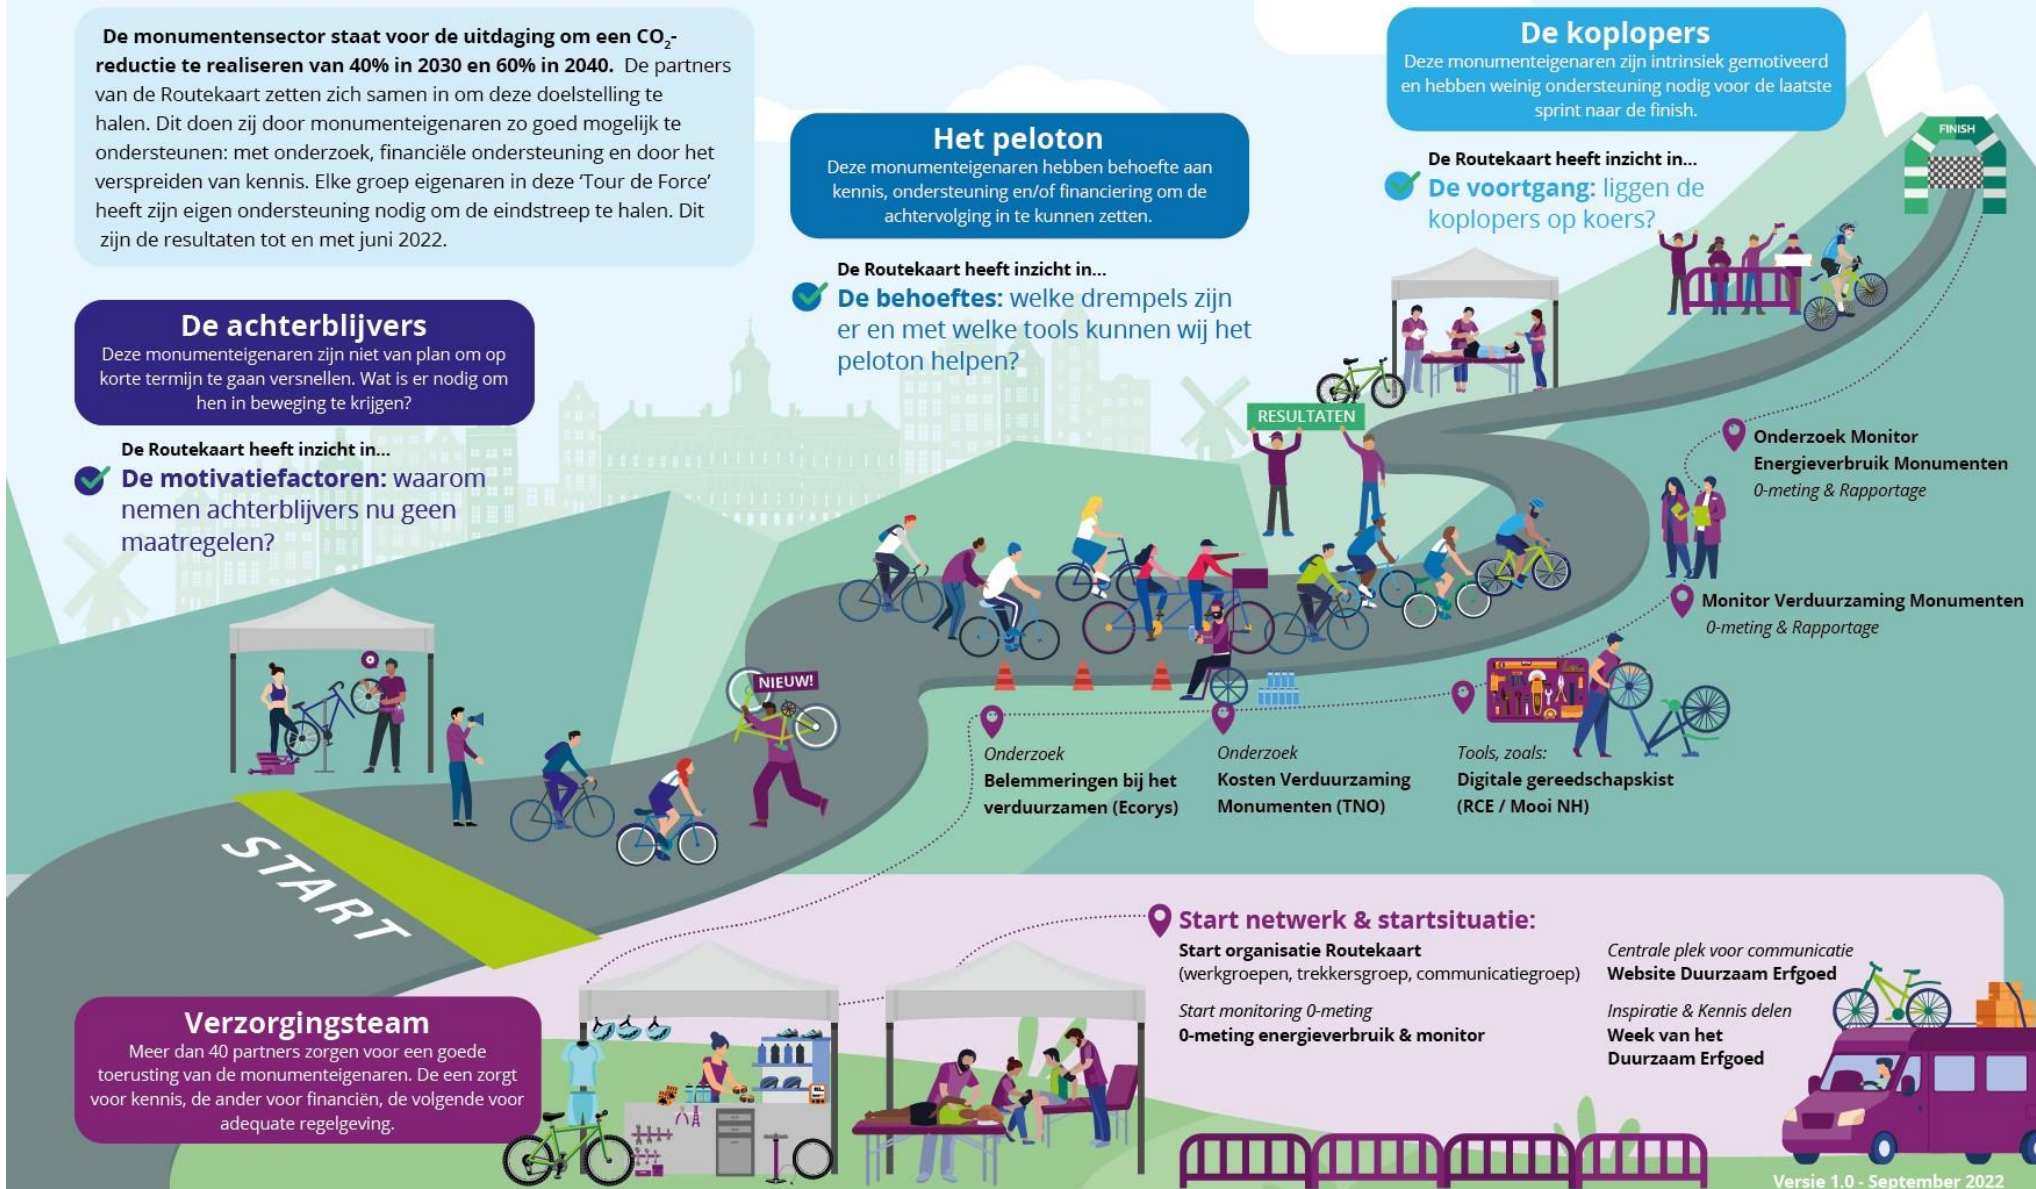 De monumentensector staat voor de uitdaging om een CO₂-
reductie te realiseren van 40% in 2030 en 60% in 2040. De partners
van de Routekaart zetten zich samen in om deze doelstelling te
halen. Dit doen zij door monumenteigenaren zo goed mogelijk te
ondersteunen: met onderzoek, financiële ondersteuning en door het
verspreiden van kennis. Elke groep eigenaren in deze ‘Tour de Force’
heeft zijn eigen ondersteuning nodig om de eindstreep te halen. Dit
zijn de resultaten tot en met juni 2022.
De achterblijvers
Deze monumenteigenaren zijn niet van plan om op
korte termijn te gaan versnellen. Wat is er nodig om
hen in beweging te krijgen?
De Routekaart heeft inzicht in...
De motivatiefactoren: waarom
nemen achterblijvers nu geen
maatregelen?
Het peloton
Deze monumenteigenaren hebben behoefte aan
kennis, ondersteuning en/of financiering om de
achtervolging in te kunnen zetten.
De Routekaart heeft inzicht in...
De behoeftes: welke drempels zijn
er en met welke tools kunnen wij het
peloton helpen?
De koplopers
Deze monumenteigenaren zijn intrinsiek gemotiveerd
en hebben weinig ondersteuning nodig voor de laatste
sprint naar de finish.
De Routekaart heeft inzicht in...
De voortgang: liggen de
koplopers op koers?
FINISH
RESULTATEN
Onderzoek Monitor
Energieverbruik Monumenten
0-meting & Rapportage
Monitor Verduurzaming Monumenten
0-meting & Rapportage
NIEUW!
Onderzoek
Belemmeringen bij het
verduurzamen (Ecorys)
Onderzoek
Kosten Verduurzaming
Monumenten (TNO)
Tools, zoals:
Digitale gereedschapskist
(RCE / Mooi NH)
START
Verzorgingsteam
Meer dan 40 partners zorgen voor een goede
toerusting van de monumenteigenaren. De een zorgt
voor kennis, de ander voor financiën, de volgende voor
adequate regelgeving.
Start netwerk & startsituatie:
Start organisatie Routekaart
(werkgroepen, trekkersgroep, communicatiegroep)
Start monitoring 0-meting
0-meting energieverbruik & monitor
Centrale plek voor communicatie
Website Duurzaam Erfgoed
Inspiratie & Kennis delen
Week van het
Duurzaam Erfgoed
Versie 1.0 - September 2022